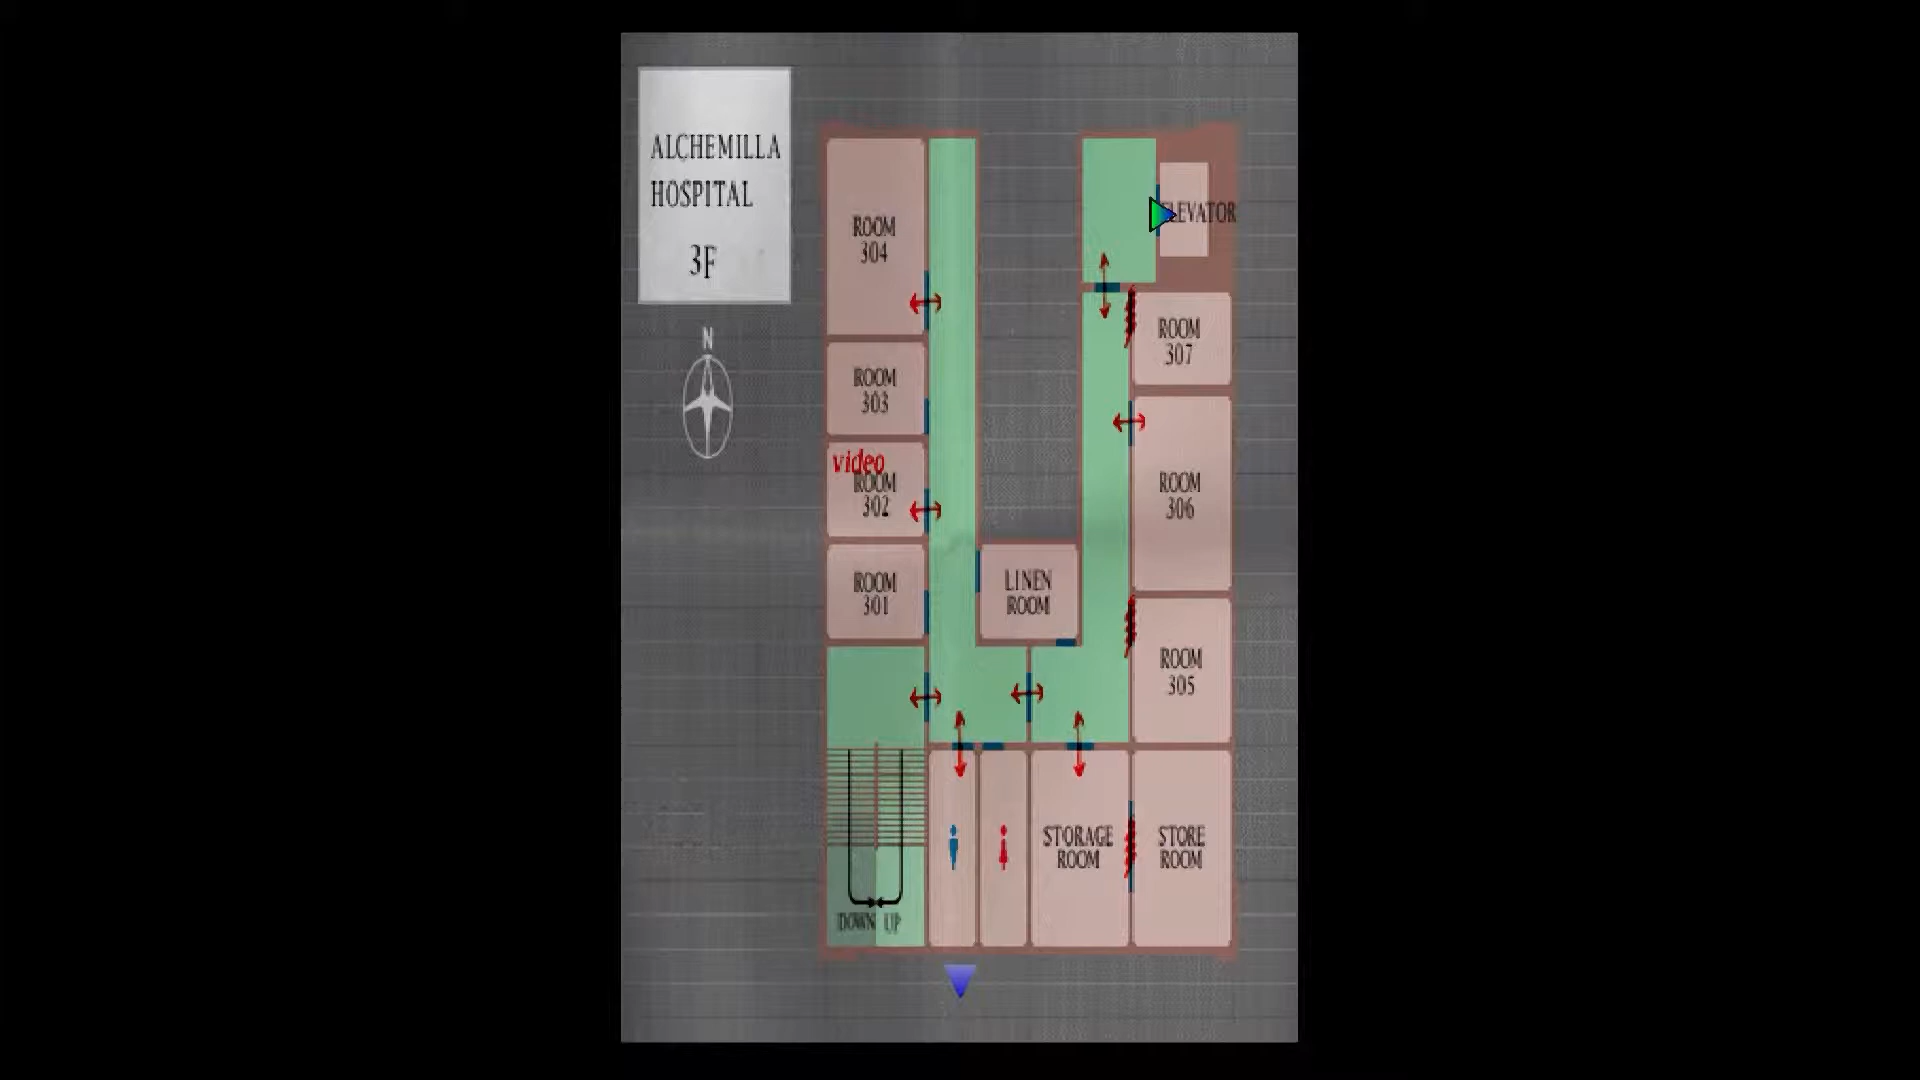 ALCHEMILLA
HOSPITAL
3F
N
ROOM
304
ELEVATOR
ROOM
303
ROOM
307
video
ROOM
302
ROOM
306
ROOM
301
LINEN
ROOM
ROOM
305
STORAGE
ROOM
STORE
ROOM
DOWN UP